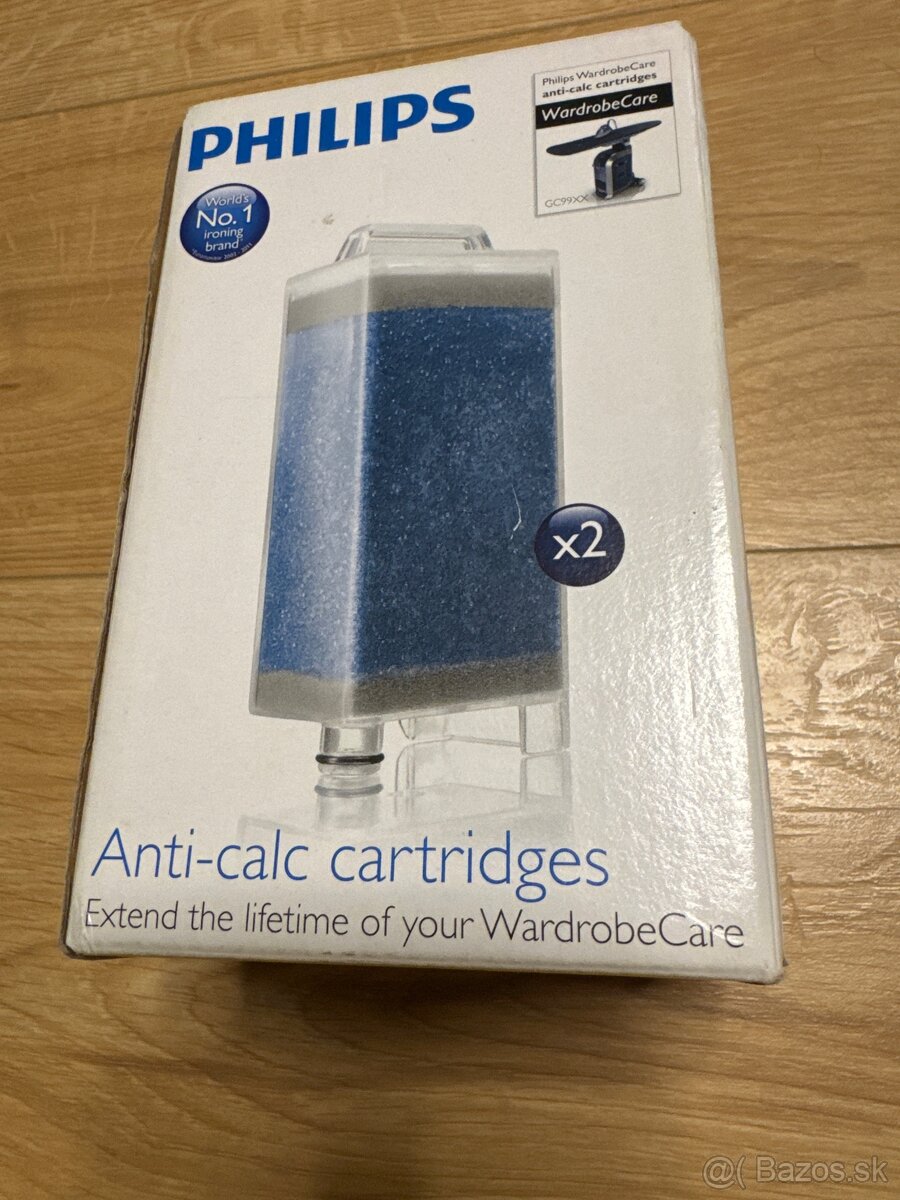 PHILIPS
World's
No. 1
ironing
brand
Philips WardrobeCare
anti-calc cartridges
WardrobeCare
GC99XX
x2
Anti-calc cartridges
Extend the lifetime of your WardrobeCare
@( Bazos.sk